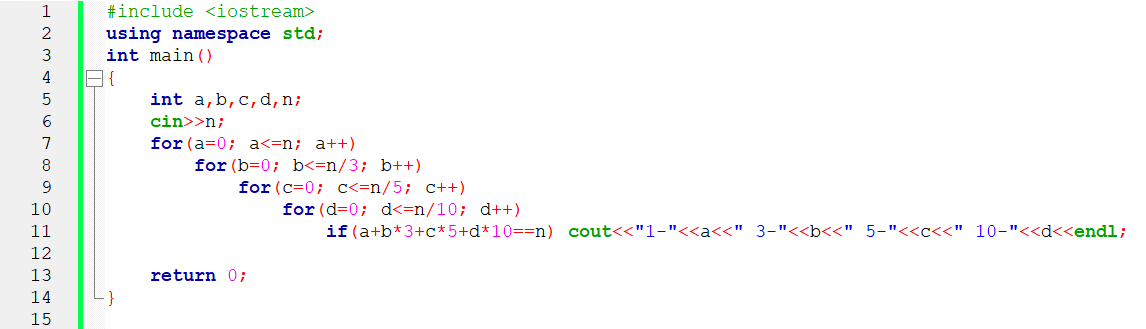 1 #include <iostream>
2 using namespace std;
3 int main()
4 {
5     int a,b,c,d,n;
6     cin>>n;
7     for(a=0; a<=n; a++)
8         for(b=0; b<=n/3; b++)
9             for(c=0; c<=n/5; c++)
10                 for(d=0; d<=n/10; d++)
11                     if(a+b*3+c*5+d*10==n) cout<<"1-"<<a<<" 3-"<<b<<" 5-"<<c<<" 10-"<<d<<endl;
12
13     return 0;
14 }
15